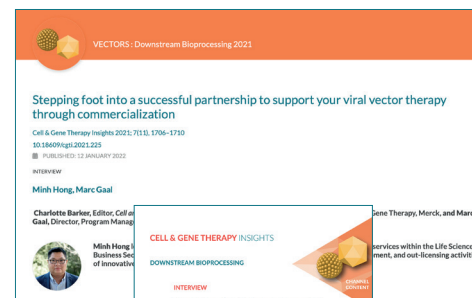 VECTORS: Downstream Bioprocessing 2021
Stepping foot into a successful partnership to support your viral vector therapy
through commercialization
Cell & Gene Therapy Insights 2021; 7(11), 1706–1710
10.18609/cgti.2021.225
PUBLISHED: 12 JANUARY 2022
INTERVIEW
Minh Hong, Marc Gaal
Charlotte Barker, Editor, Cell an
Gene Therapy, Merck, and Marc
Gaal, Director, Program Manag
Minh Hong
services within the Life Science
Business Sec
ment, and out-licensing activiti
of innovative
CELL & GENE THERAPY INSIGHTS
DOWNSTREAM BIOPROCESSING
INTERVIEW
CHANNEL
CONTENT